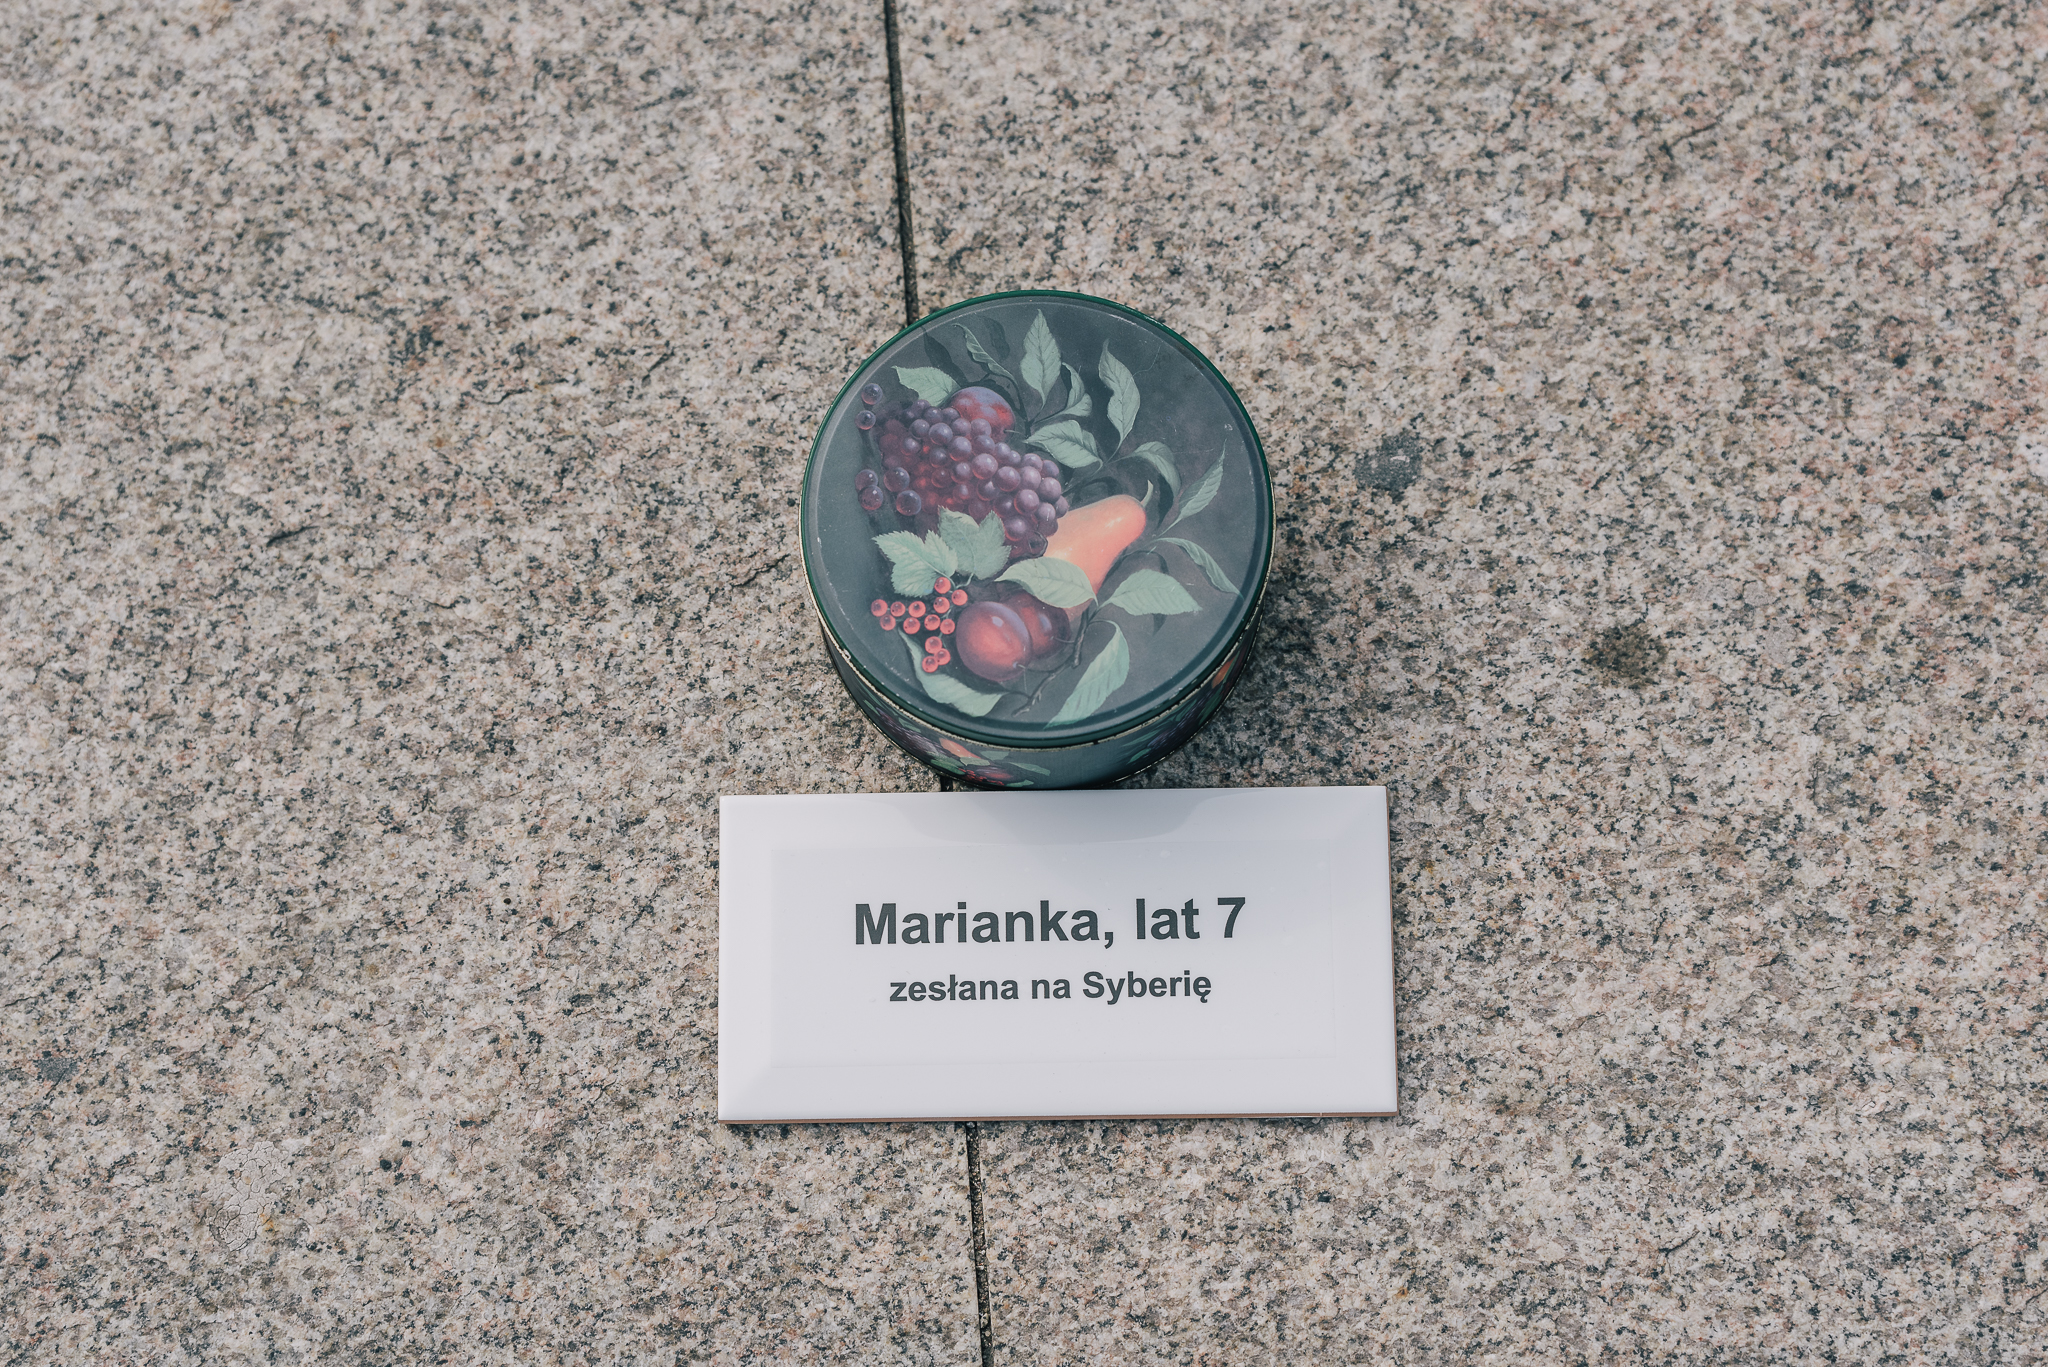 Marianka, lat 7
zesłana na Syberię